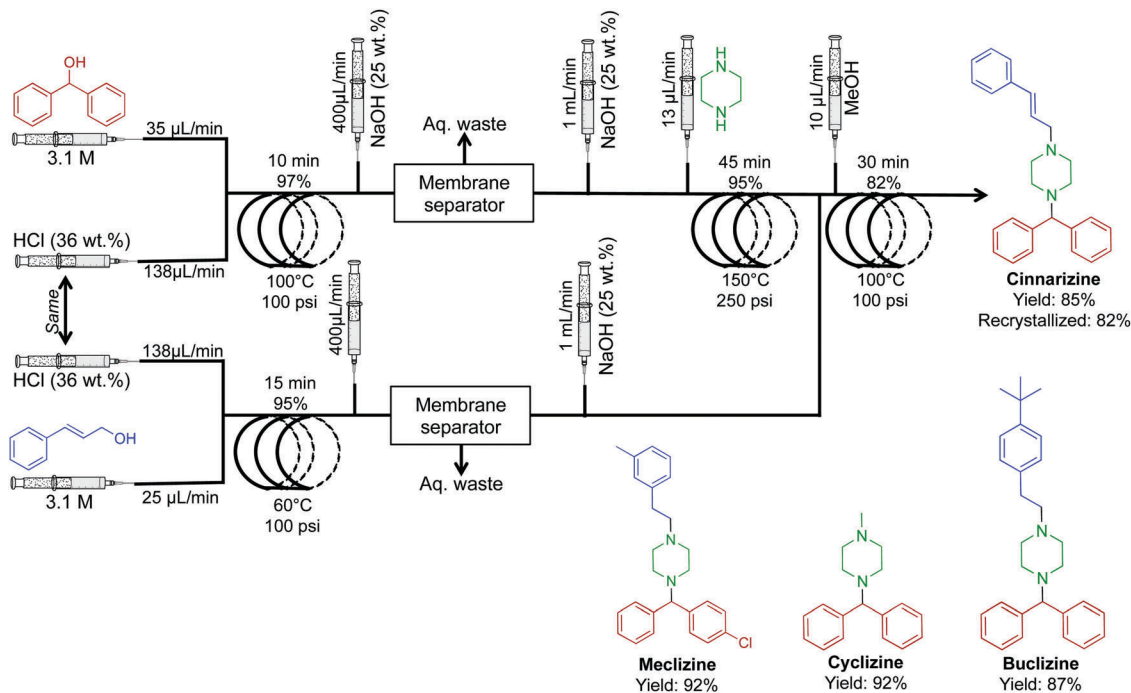 OH
3.1 M
35 µL/min
HCl (36 wt.%)
138µL/min
Same
138µL/min
HCl (36 wt.%)
OH
3.1 M
25 µL/min
10 min
97%
100°C
100 psi
400µL/min
NaOH (25 wt.%)
Aq. waste
Membrane
separator
1 mL/min
NaOH (25 wt.%)
13 µL/min
H
N
N
H
45 min
95%
150°C
250 psi
10 µL/min
MeOH
30 min
82%
100°C
100 psi
15 min
95%
60°C
100 psi
400µL/min
Membrane
separator
Aq. waste
1 mL/min
NaOH (25 wt.%)
N
N
Cinnarizine
Yield: 85%
Recrystallized: 82%
N
N
Cl
Meclizine
Yield: 92%
N
N
Cyclizine
Yield: 92%
N
N
Buclizine
Yield: 87%